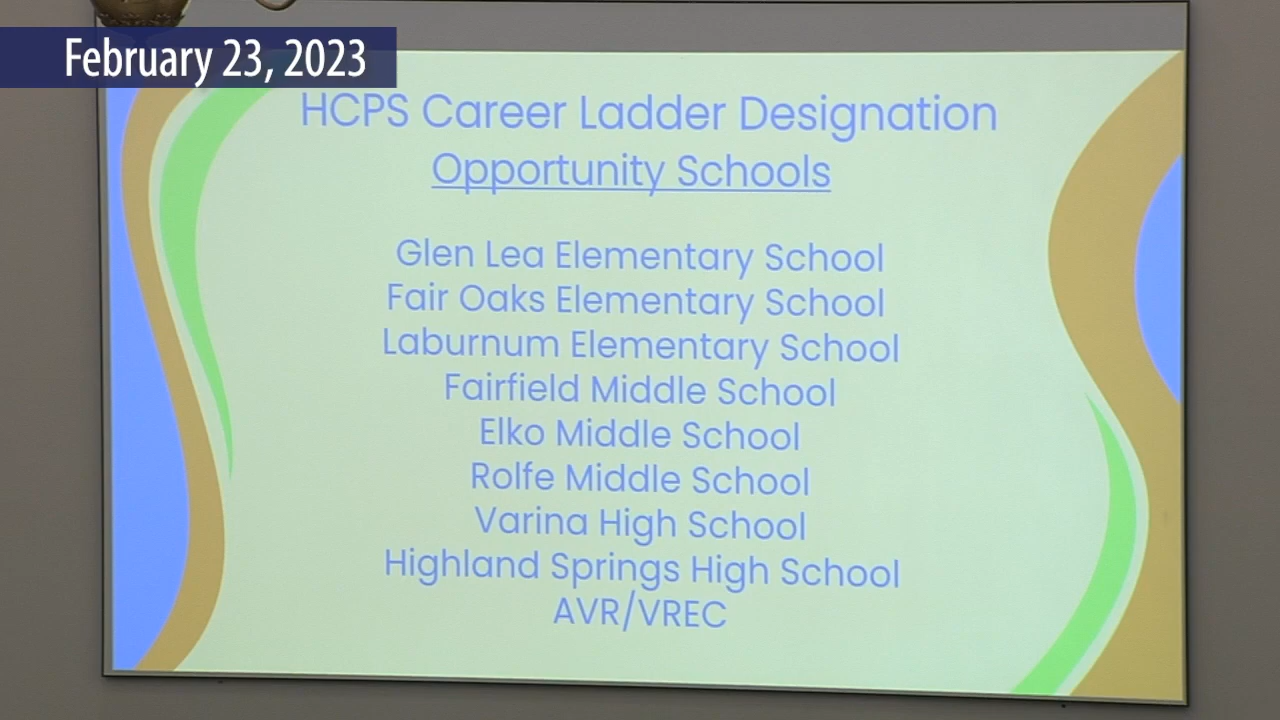 February 23, 2023
HCPS Career Ladder Designation
Opportunity Schools
Glen Lea Elementary School
Fair Oaks Elementary School
Laburnum Elementary School
Fairfield Middle School
Elko Middle School
Rolfe Middle School
Varina High School
Highland Springs High School
AVR/VREC